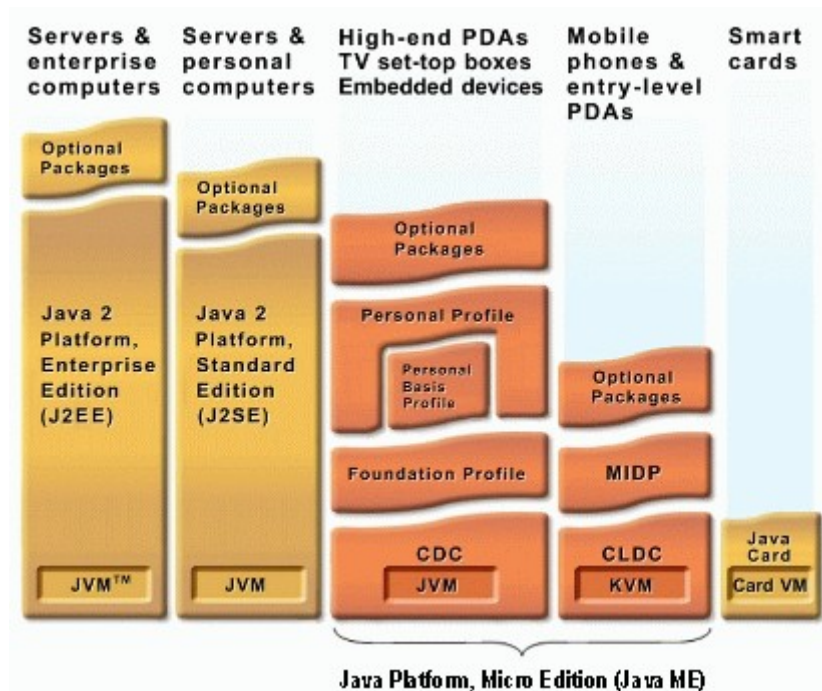 Servers &
enterprise
computers
Servers &
personal
computers
High-end PDAs
TV set-top boxes
Embedded devices
Mobile
phones &
entry-level
PDAs
Smart
cards
Optional
Packages
Java 2
Platform,
Enterprise
Edition
(J2EE)
JVM™
Optional
Packages
Java 2
Platform,
Standard
Edition
(J2SE)
JVM
Optional
Packages
Personal Profile
Personal
Basis
Profile
Foundation Profile
CDC
JVM
Optional
Packages
MIDP
CLDC
KVM
Java
Card
Card VM
Java Platform, Micro Edition (Java ME)